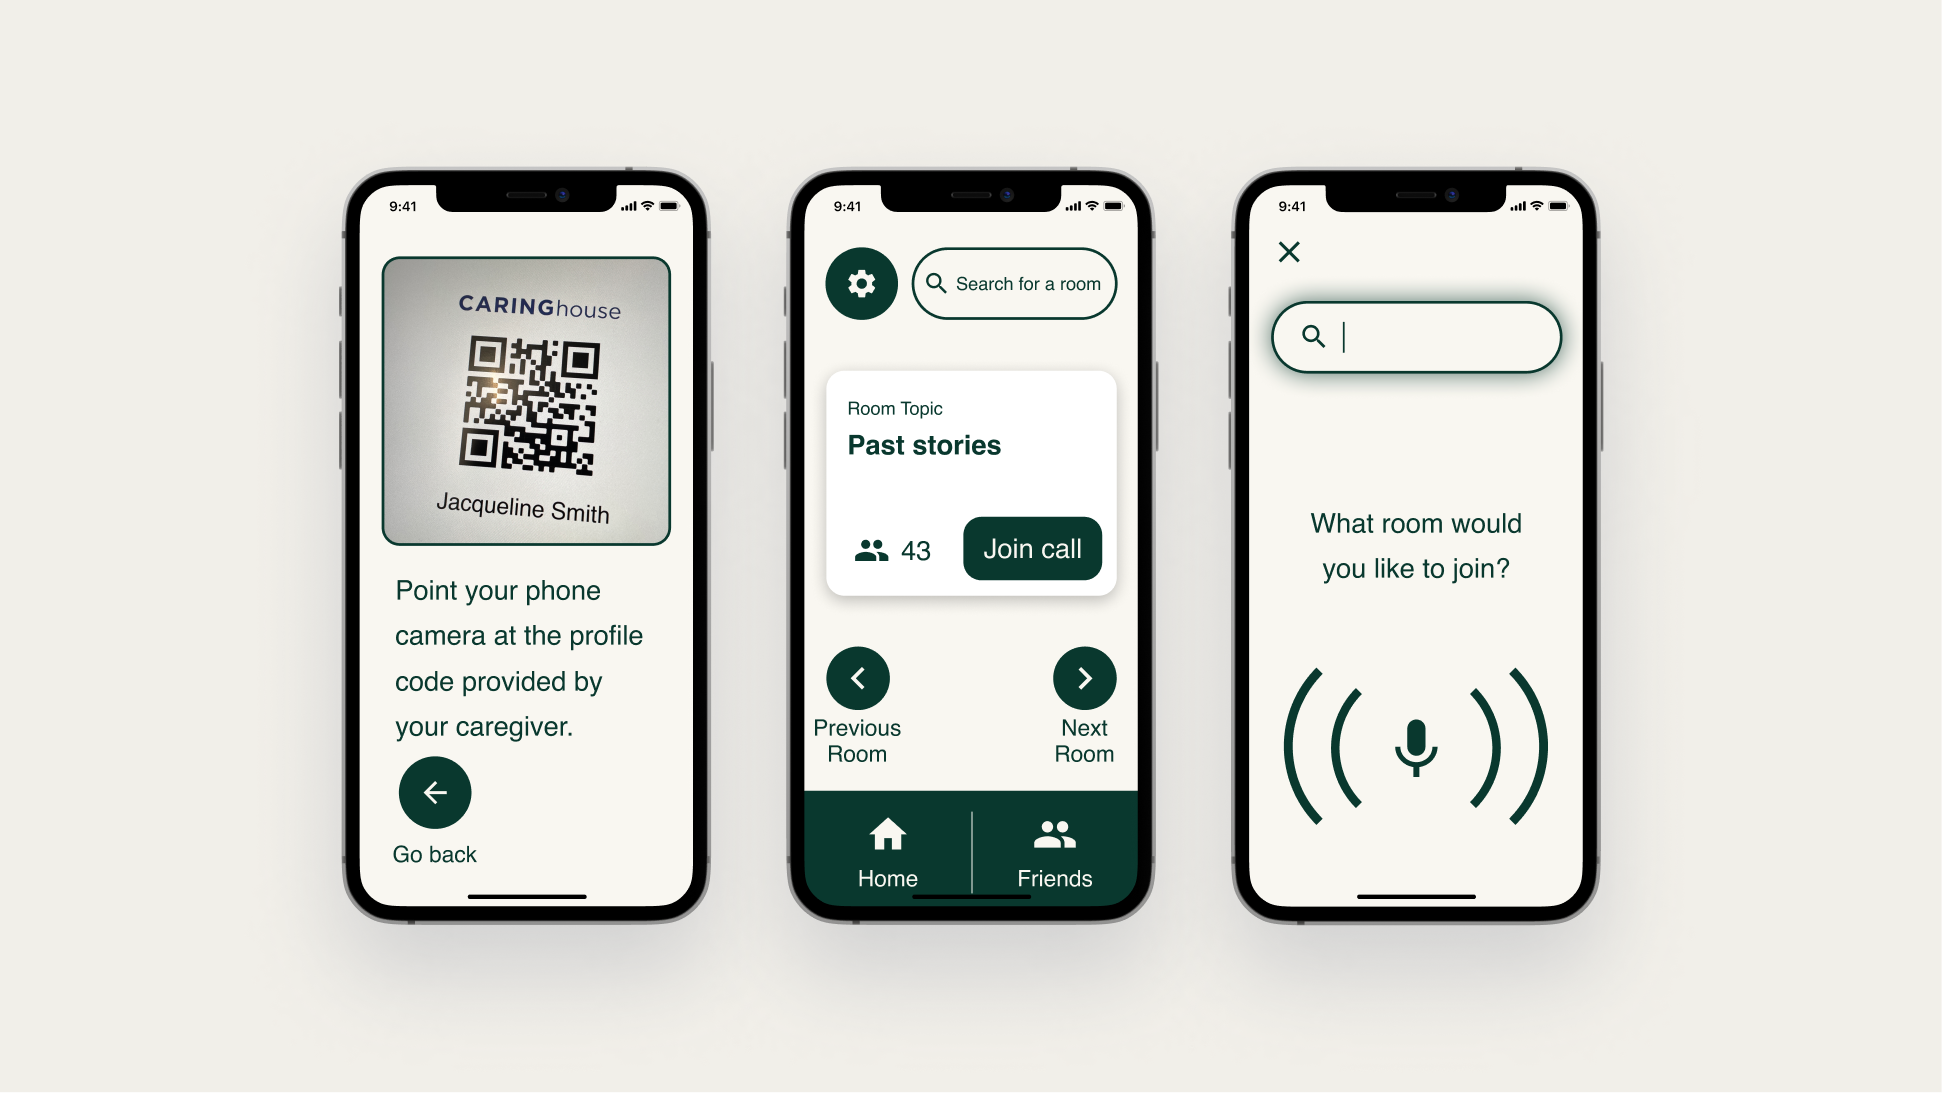 9:41
CARINGhouse
Jacqueline Smith
Point your phone
camera at the profile
code provided by
your caregiver.
Go back
9:41
Search for a room
Room Topic
Past stories
43
Join call
Previous
Room
Next
Room
Home
Friends
9:41
What room would
you like to join?